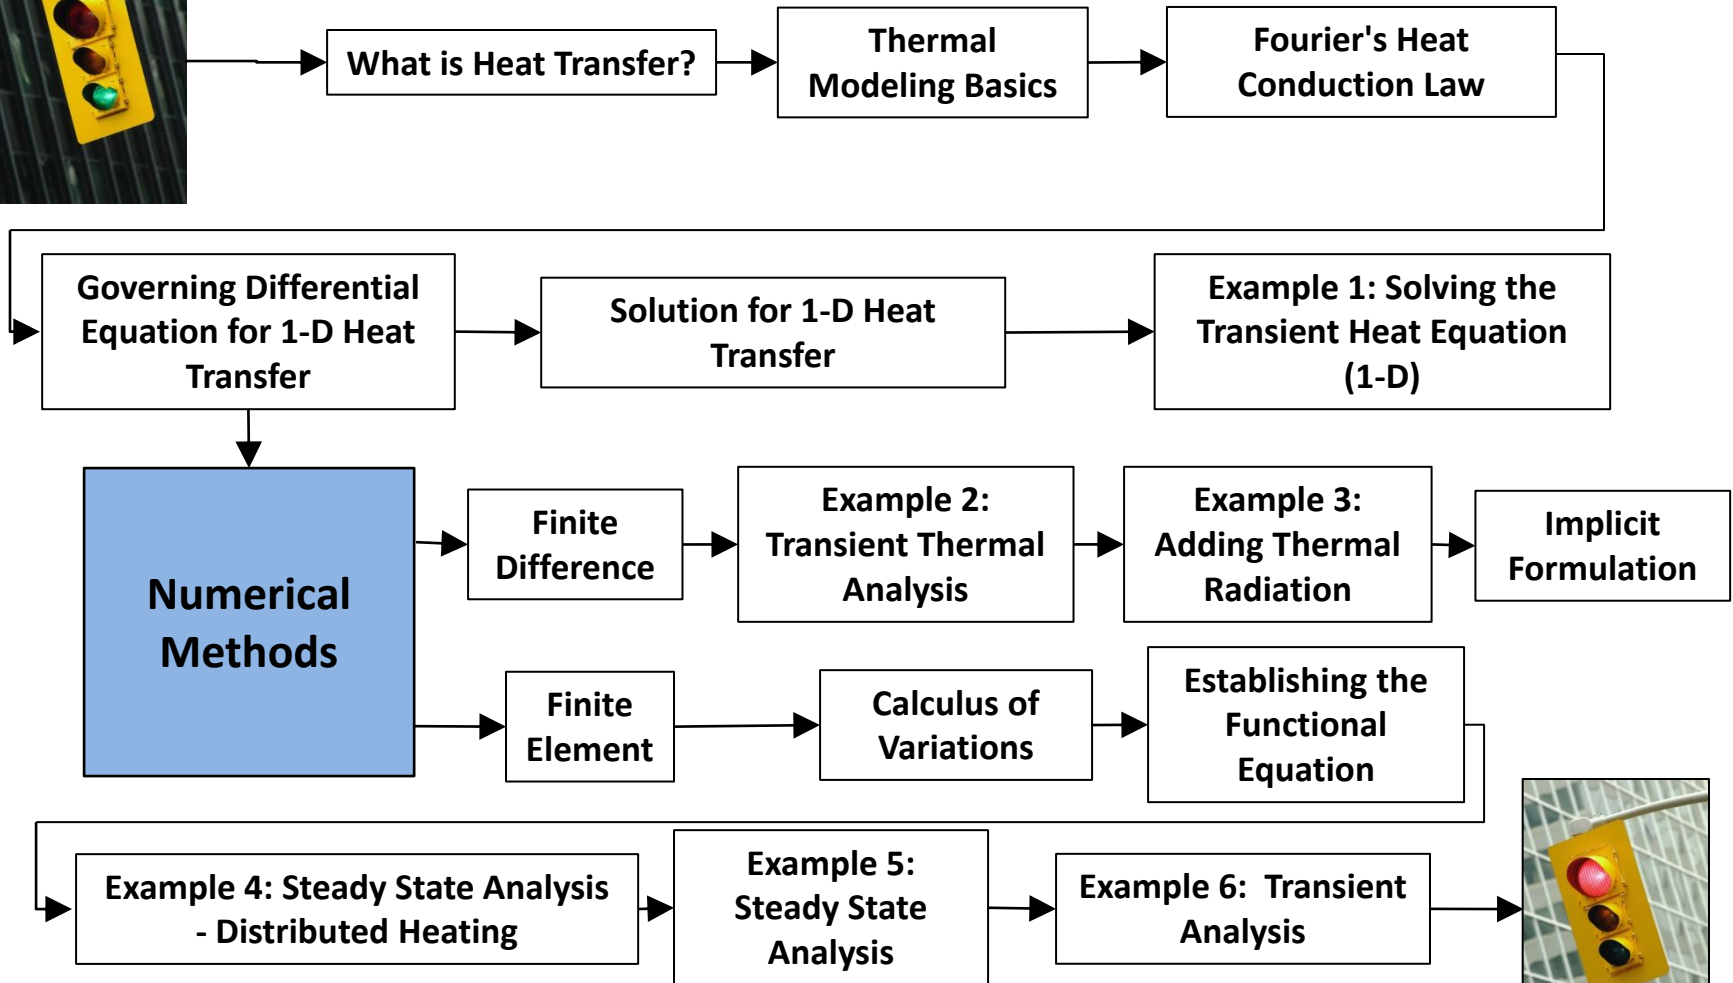 What is Heat Transfer?
Thermal
Modeling Basics
Fourier's Heat
Conduction Law
Governing Differential
Equation for 1-D Heat
Transfer
Solution for 1-D Heat
Transfer
Example 1: Solving the
Transient Heat Equation
(1-D)
Numerical
Methods
Finite
Difference
Example 2:
Transient Thermal
Analysis
Example 3:
Adding Thermal
Radiation
Implicit
Formulation
Finite
Element
Calculus of
Variations
Establishing the
Functional
Equation
Example 4: Steady State Analysis
- Distributed Heating
Example 5:
Steady State
Analysis
Example 6:  Transient
Analysis